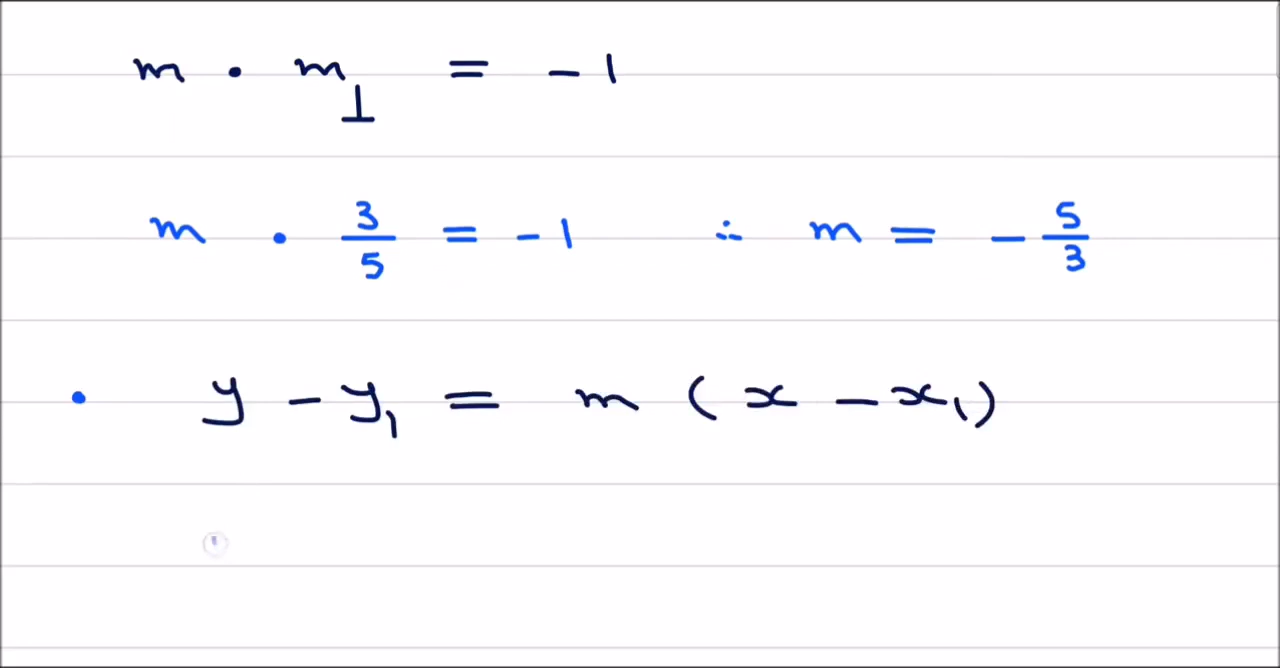 m · m⊥ = -1
m · 3/5 = -1 ∴ m = - 5/3
· y - y₁ = m (x - x₁)